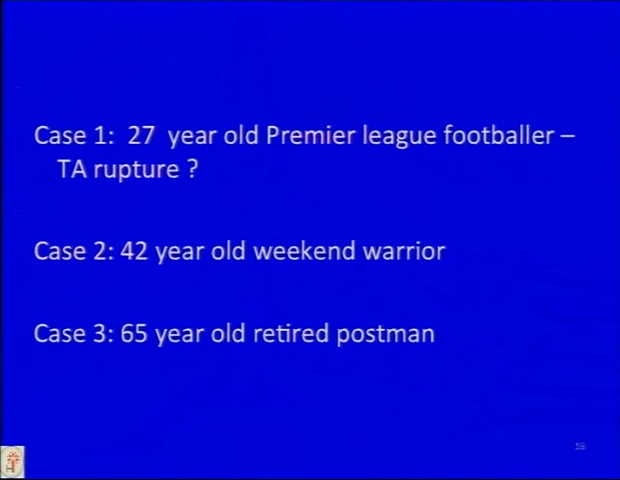 Case 1: 27 year old Premier league footballer –
TA rupture ?
Case 2: 42 year old weekend warrior
Case 3: 65 year old retired postman